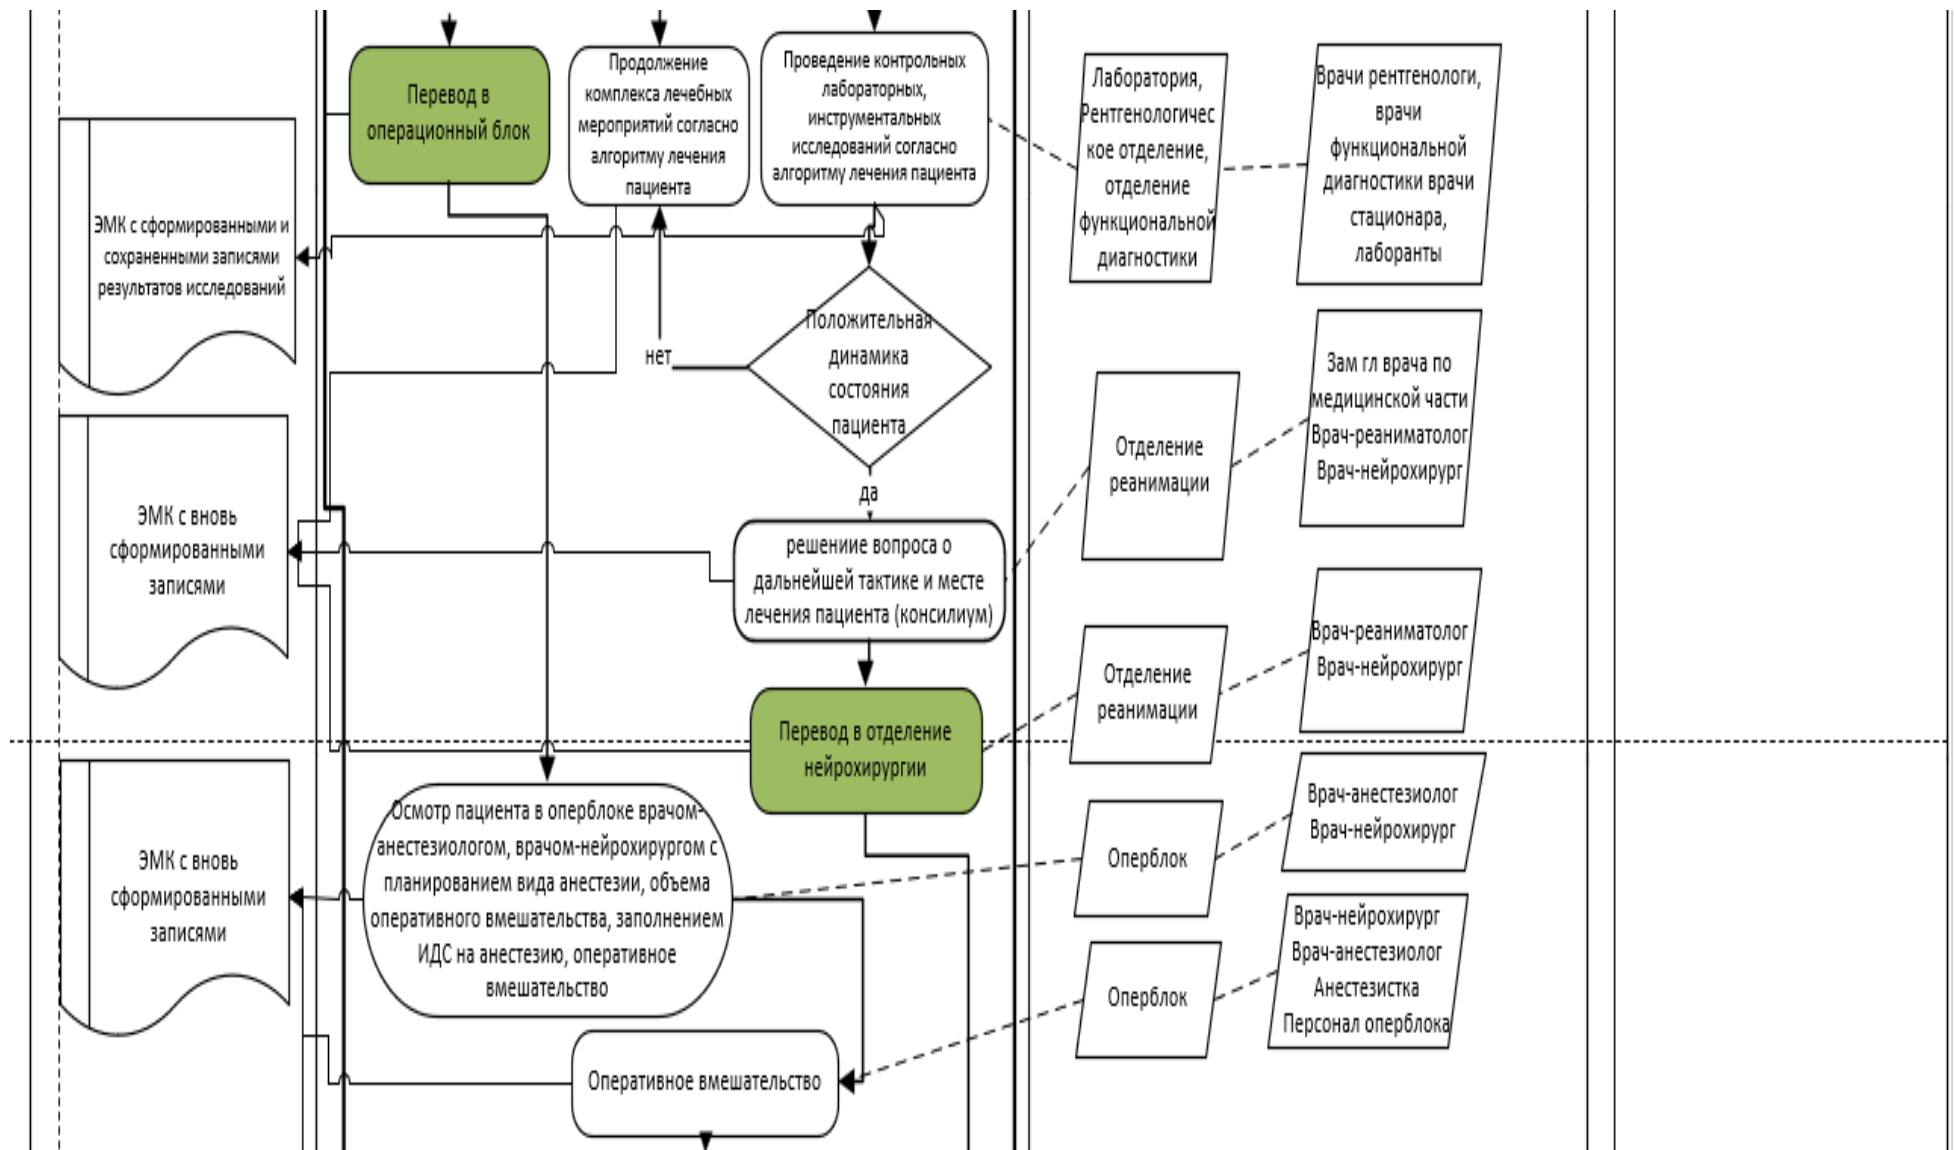 Перевод в
операционный блок
Продолжение
комплекса лечебных
мероприятий согласно
алгоритму лечения
пациента
Проведение контрольных
лабораторных,
инструментальных
исследований согласно
алгоритму лечения пациента
Лаборатория,
Рентгенологичес
кое отделение,
отделение
функциональной
диагностики
Врачи рентгенологи,
врачи
функциональной
диагностики врачи
стационара,
лаборанты
ЭМК с сформированными и
сохраненными записями
результатов исследований
Положительная
динамика
состояния
пациента
нет
да
Отделение
реанимации
Зам гл врача по
медицинской части
Врач-реаниматолог
Врач-нейрохирург
ЭМК с вновь
сформированными
записями
решениие вопроса о
дальнейшей тактике и месте
лечения пациента (консилиум)
Отделение
реанимации
Врач-реаниматолог
Врач-нейрохирург
Перевод в отделение
нейрохирургии
ЭМК с вновь
сформированными
записями
Осмотр пациента в оперблоке врачом-
анестезиологом, врачом-нейрохирургом с
планированием вида анестезии, объема
оперативного вмешательства, заполнением
ИДС на анестезию, оперативное
вмешательство
Оперблок
Врач-анестезиолог
Врач-нейрохирург
Оперблок
Врач-нейрохирург
Врач-анестезиолог
Анестезистка
Персонал оперблока
Оперативное вмешательство